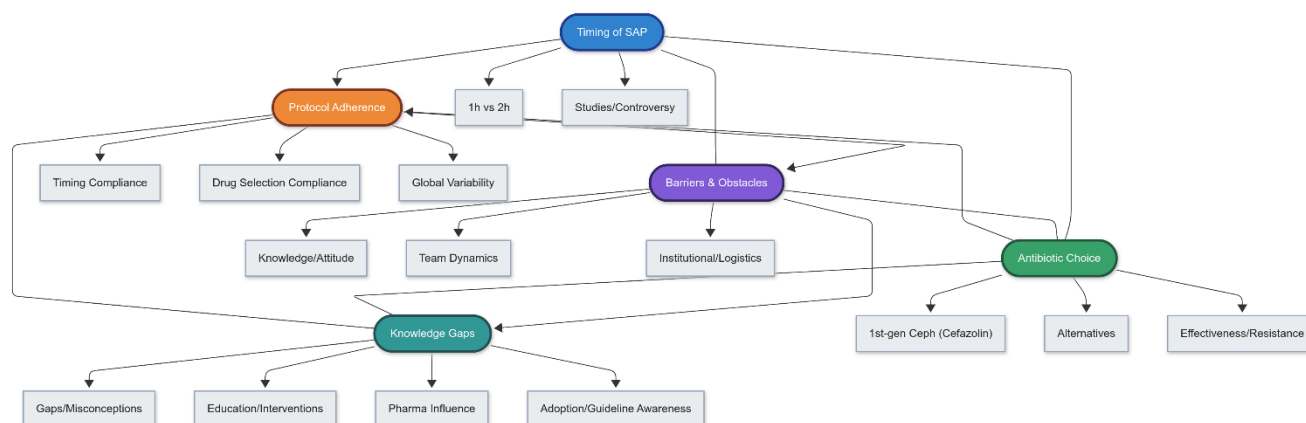 Timing of SAP
Protocol Adherence
1h vs 2h
Studies/Controversy
Timing Compliance
Drug Selection Compliance
Global Variability
Barriers & Obstacles
Knowledge/Attitude
Team Dynamics
Institutional/Logistics
Antibiotic Choice
Knowledge Gaps
1st-gen Ceph (Cefazolin)
Alternatives
Effectiveness/Resistance
Gaps/Misconceptions
Education/Interventions
Pharma Influence
Adoption/Guideline Awareness